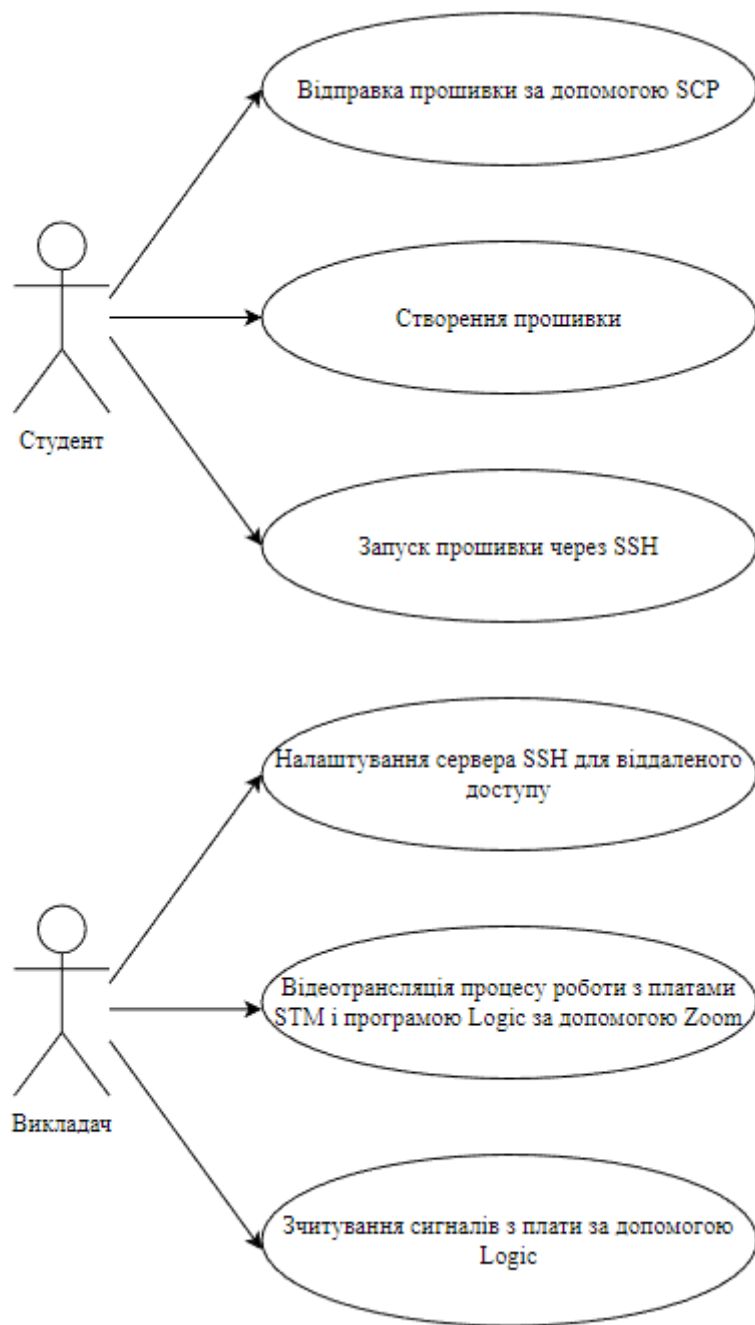 Відправка прошивки за допомогою SCP
Створення прошивки
Студент
Запуск прошивки через SSH
Налаштування сервера SSH для віддаленого
доступу
Відеотрансляція процесу роботи з платами
STM і програмою Logic за допомогою Zoom
Викладач
Зчитування сигналів з плати за допомогою
Logic